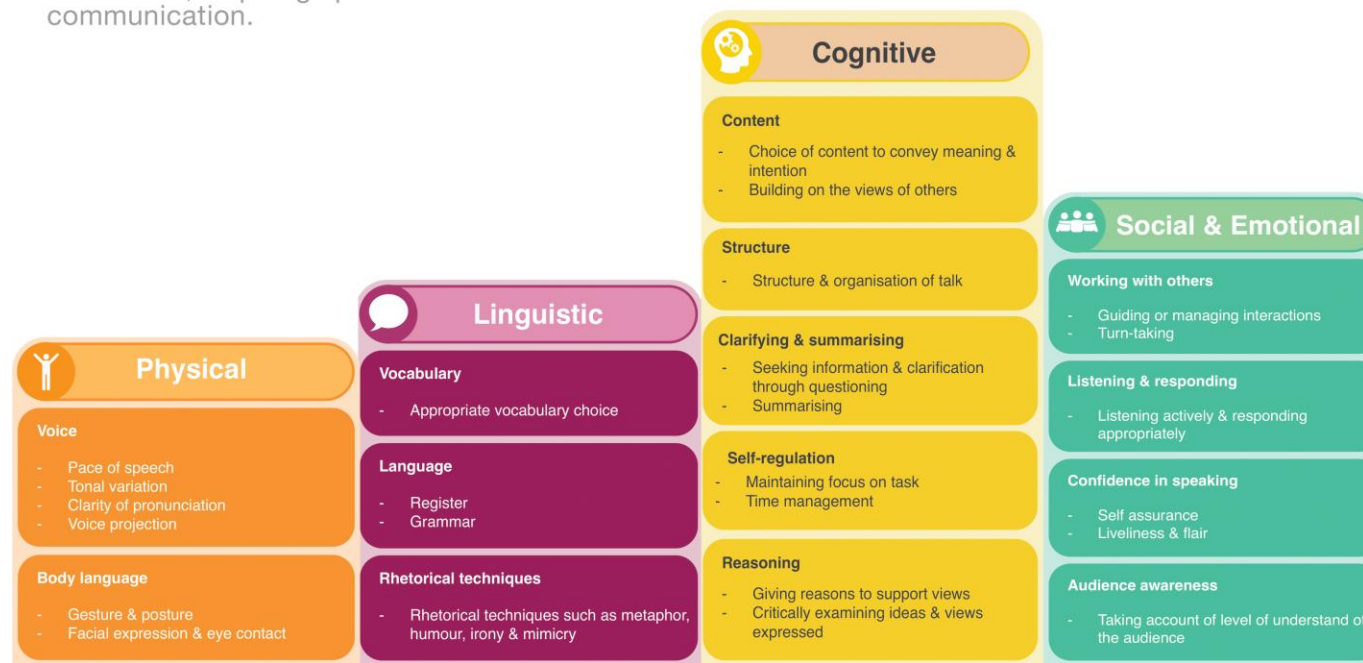 communication.
Physical
Voice
- Pace of speech
- Tonal variation
- Clarity of pronunciation
- Voice projection
Body language
- Gesture & posture
- Facial expression & eye contact
Linguistic
Vocabulary
- Appropriate vocabulary choice
Language
- Register
- Grammar
Rhetorical techniques
- Rhetorical techniques such as metaphor,
humour, irony & mimicry
Cognitive
Content
- Choice of content to convey meaning &
intention
- Building on the views of others
Structure
- Structure & organisation of talk
Clarifying & summarising
- Seeking information & clarification
through questioning
- Summarising
Self-regulation
- Maintaining focus on task
- Time management
Reasoning
- Giving reasons to support views
- Critically examining ideas & views
expressed
Social & Emotional
Working with others
- Guiding or managing interactions
- Turn-taking
Listening & responding
- Listening actively & responding
appropriately
Confidence in speaking
- Self assurance
- Liveliness & flair
Audience awareness
- Taking account of level of understand of
the audience